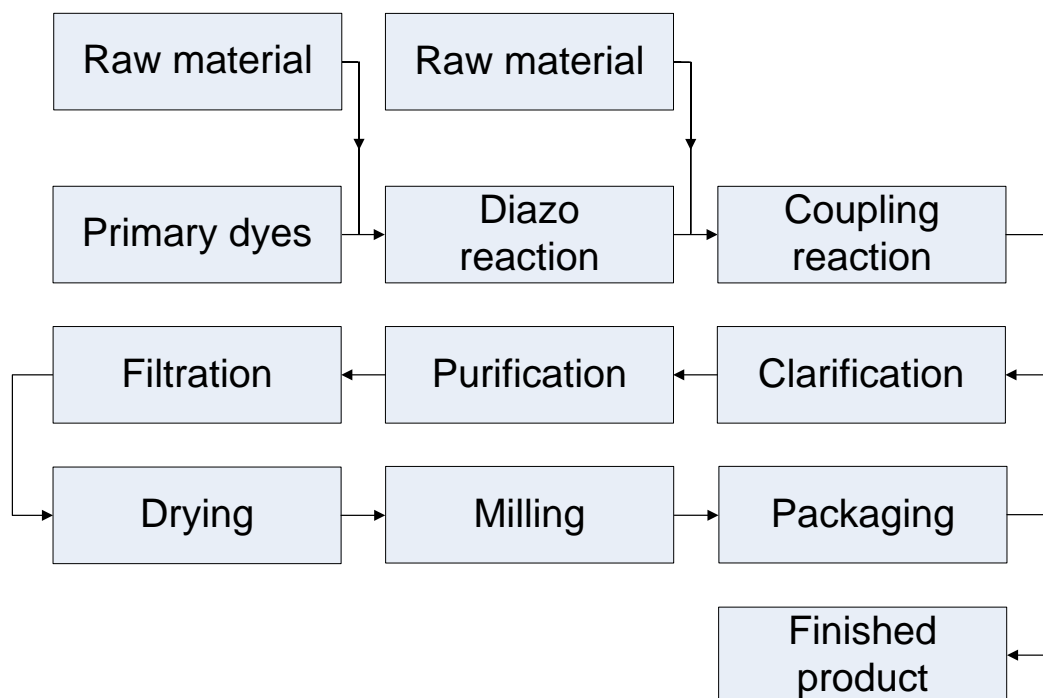 Raw material
Raw material
Primary dyes
Diazo
reaction
Coupling
reaction
Filtration
Purification
Clarification
Drying
Milling
Packaging
Finished
product